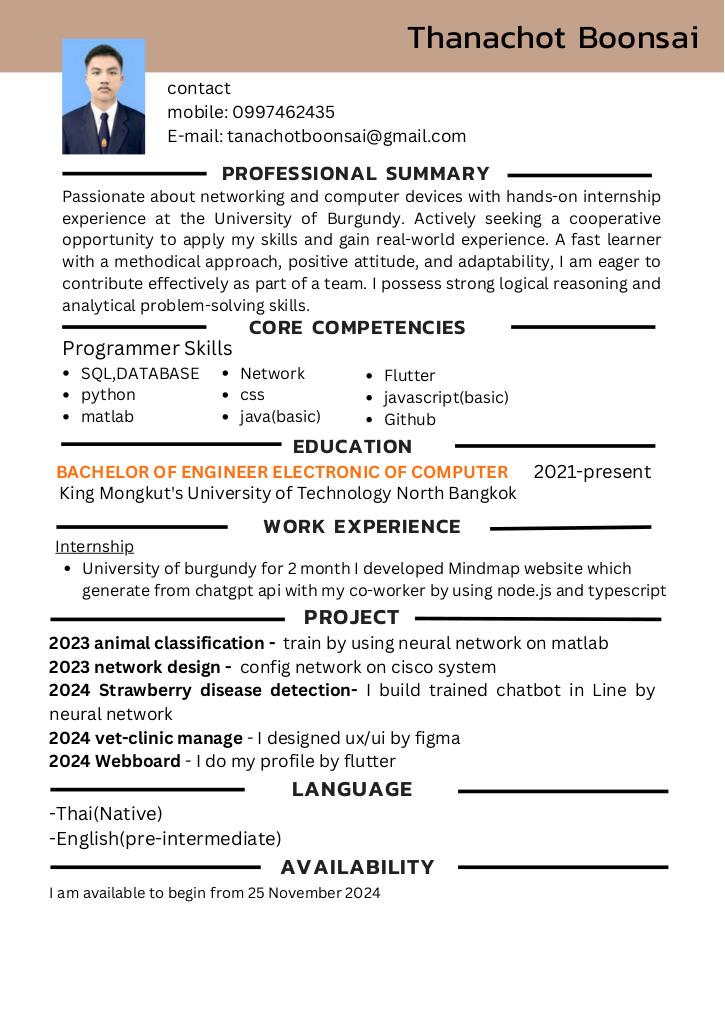 Thanachot Boonsai
contact
mobile: 0997462435
E-mail: tanachotboonsai@gmail.com
PROFESSIONAL SUMMARY
Passionate about networking and computer devices with hands-on internship
experience at the University of Burgundy. Actively seeking a cooperative
opportunity to apply my skills and gain real-world experience. A fast learner
with a methodical approach, positive attitude, and adaptability, I am eager to
contribute effectively as part of a team. I possess strong logical reasoning and
analytical problem-solving skills.
CORE COMPETENCIES
Programmer Skills
• SQL,DATABASE
• python
• matlab
• Network
• css
• java(basic)
• Flutter
• javascript(basic)
• Github
EDUCATION
BACHELOR OF ENGINEER ELECTRONIC OF COMPUTER 2021-present
King Mongkut's University of Technology North Bangkok
WORK EXPERIENCE
Internship
• University of burgundy for 2 month I developed Mindmap website which
generate from chatgpt api with my co-worker by using node.js and typescript
PROJECT
2023 animal classification - train by using neural network on matlab
2023 network design - config network on cisco system
2024 Strawberry disease detection- I build trained chatbot in Line by
neural network
2024 vet-clinic manage - I designed ux/ui by figma
2024 Webboard - I do my profile by flutter
LANGUAGE
-Thai(Native)
-English(pre-intermediate)
AVAILABILITY
I am available to begin from 25 November 2024